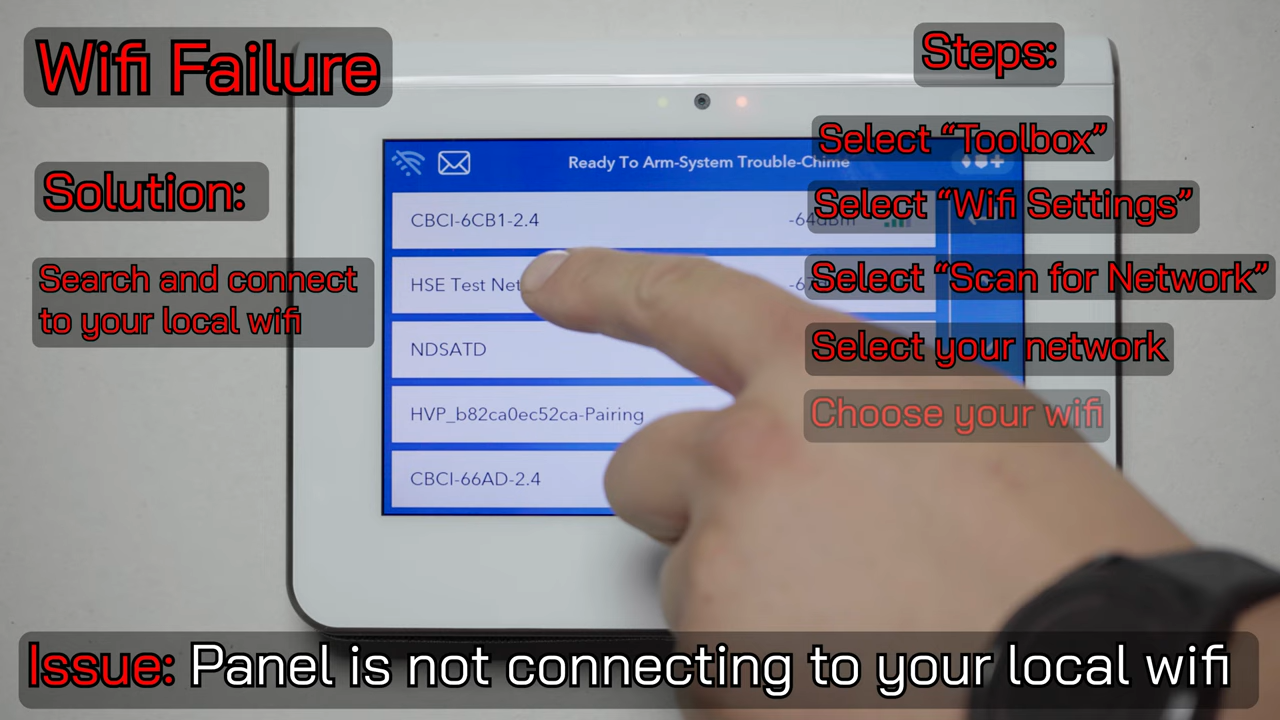 Wifi Failure
Steps:
Solution:
Search and connect
to your local wifi
Select “Toolbox”
Select “Wifi Settings”
Select “Scan for Network”
Select your network
Choose your wifi
Ready To Arm-System Trouble-Chime
CBCI-6CB1-2.4
-64dBm
HSE Test Net
NDSATD
HVP_b82ca0ec52ca-Pairing
CBCI-66AD-2.4
Issue: Panel is not connecting to your local wifi